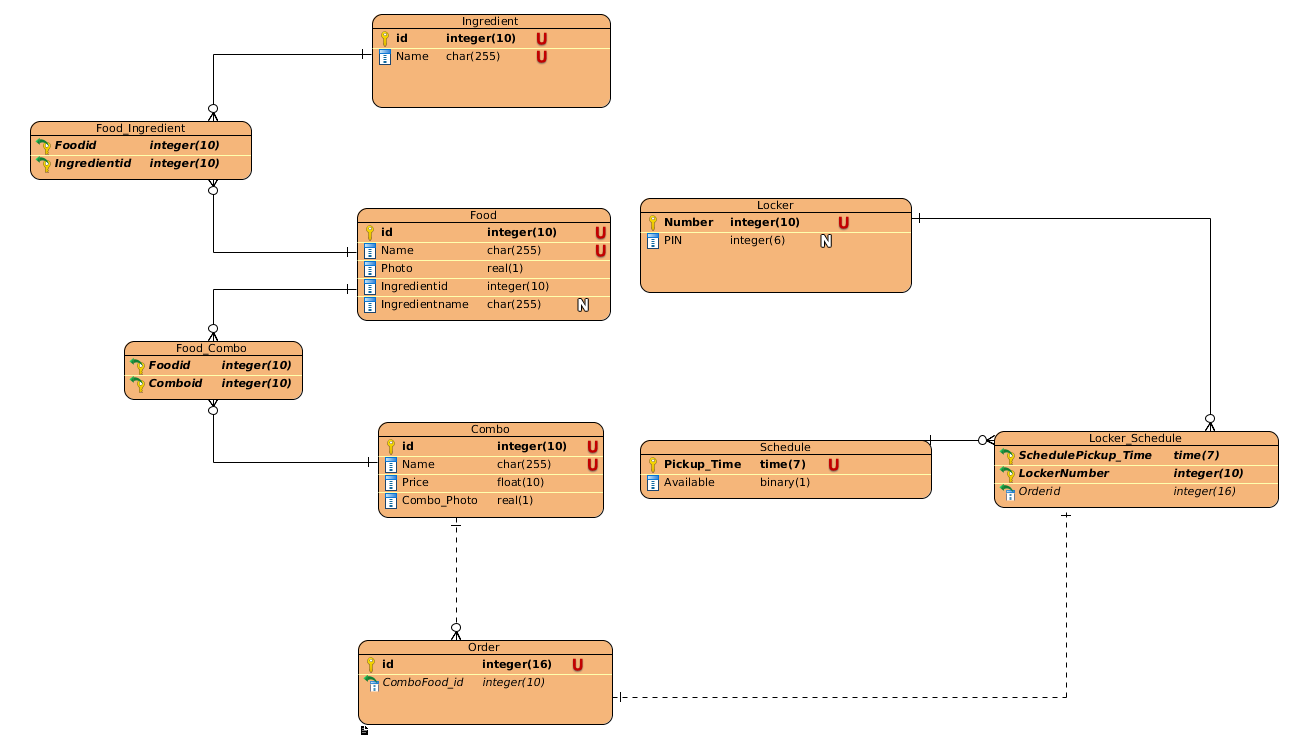 Ingredient
id integer(10) U
Name char(255) U
Food_Ingredient
Foodid integer(10)
Ingredientid integer(10)
Food
id integer(10) U
Name char(255) U
Photo real(1)
Ingredientid integer(10)
Ingredientname char(255) N
Locker
Number integer(10) U
PIN integer(6) N
Food_Combo
Foodid integer(10)
Comboid integer(10)
Combo
id integer(10) U
Name char(255) U
Price float(10)
Combo_Photo real(1)
Schedule
Pickup_Time time(7) U
Available binary(1)
Locker_Schedule
SchedulePickup_Time time(7)
LockerNumber integer(10)
Orderid integer(16)
Order
id integer(16) U
ComboFood_id integer(10)